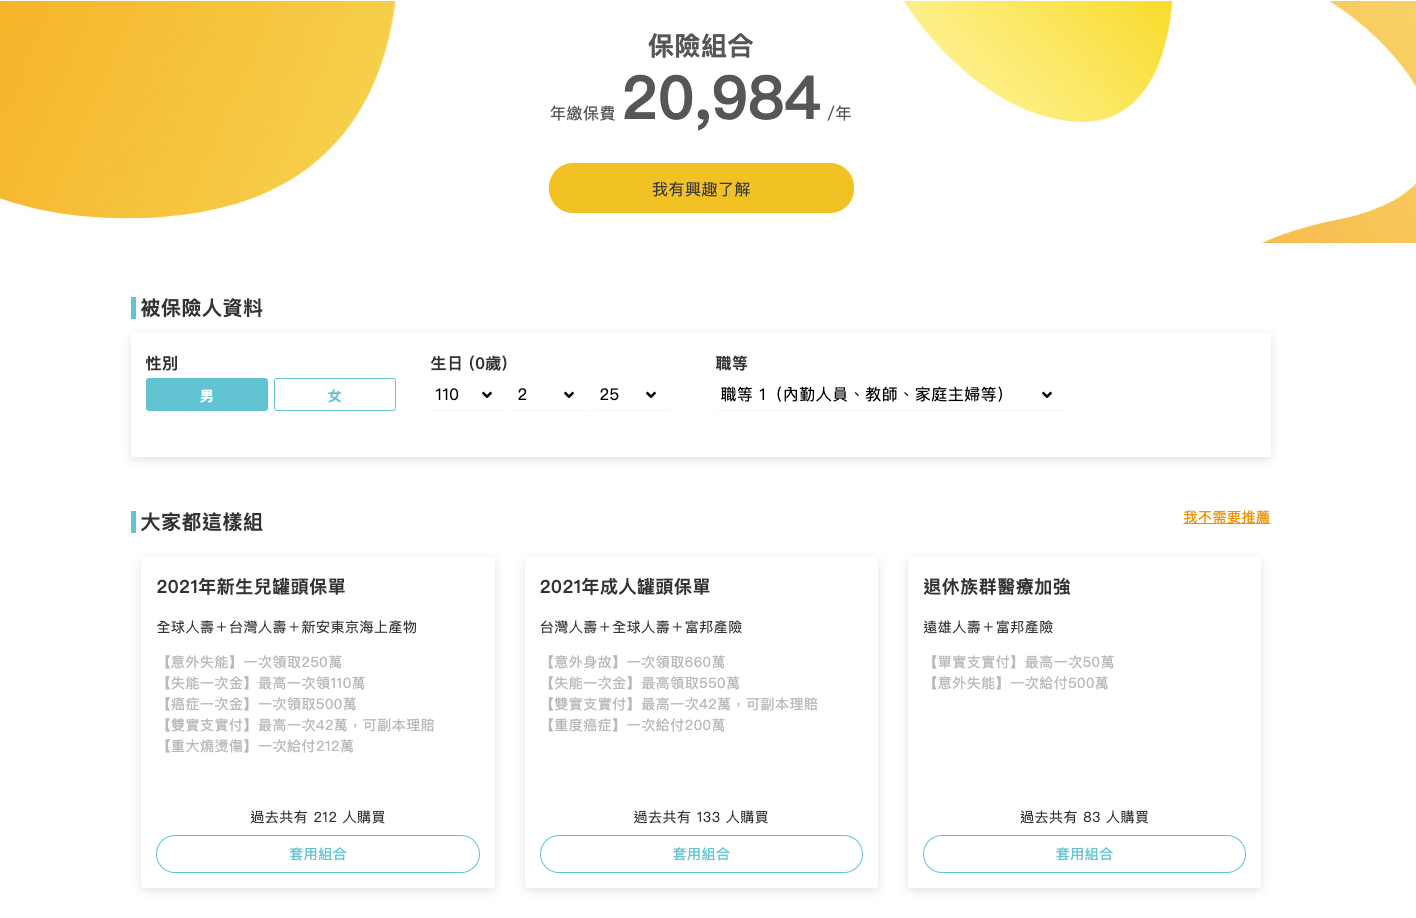 保險組合
年繳保費 20,984 /年
我有興趣了解
被保險人資料
性別
男 女
生日 (0歲)
110 2 25
職等
職等 1（內勤人員、教師、家庭主婦等）
大家都這樣組
我不需要推薦
2021年新生兒罐頭保單
全球人壽＋台灣人壽＋新安東京海上產物
【意外失能】一次領取250萬
【失能一次金】最高一次領110萬
【癌症一次金】一次領取500萬
【雙實支實付】最高一次42萬，可副本理賠
【重大燒燙傷】一次給付212萬
過去共有 212 人購買
套用組合
2021年成人罐頭保單
台灣人壽＋全球人壽＋富邦產險
【意外身故】一次領取660萬
【失能一次金】最高領取550萬
【雙實支實付】最高一次42萬，可副本理賠
【重度癌症】一次給付200萬
過去共有 133 人購買
套用組合
退休族群醫療加強
遠雄人壽＋富邦產險
【單實支實付】最高一次50萬
【意外失能】一次給付500萬
過去共有 83 人購買
套用組合